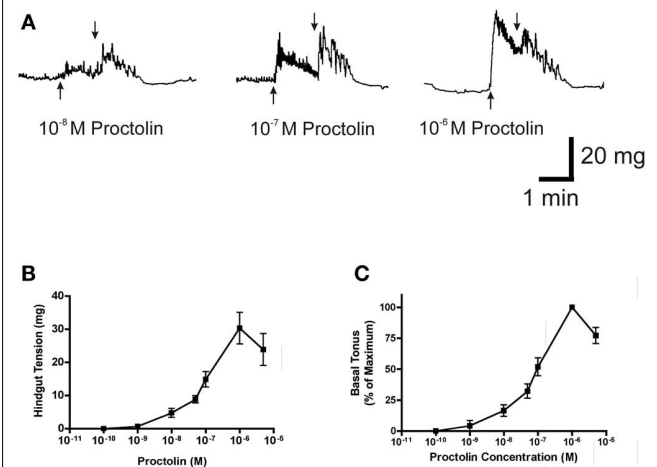 A
10⁻⁸ M Proctolin
10⁻⁷ M Proctolin
10⁻⁶ M Proctolin
20 mg
1 min
B
Hindgut Tension (mg)
40
30
20
10
0
10⁻¹¹ 10⁻¹⁰ 10⁻⁹ 10⁻⁸ 10⁻⁷ 10⁻⁶ 10⁻⁵
Proctolin (M)
C
Basal Tonus
(% of Maximum)
100
75
50
25
0
10⁻¹¹ 10⁻¹⁰ 10⁻⁹ 10⁻⁸ 10⁻⁷ 10⁻⁶ 10⁻⁵
Proctolin Concentration (M)